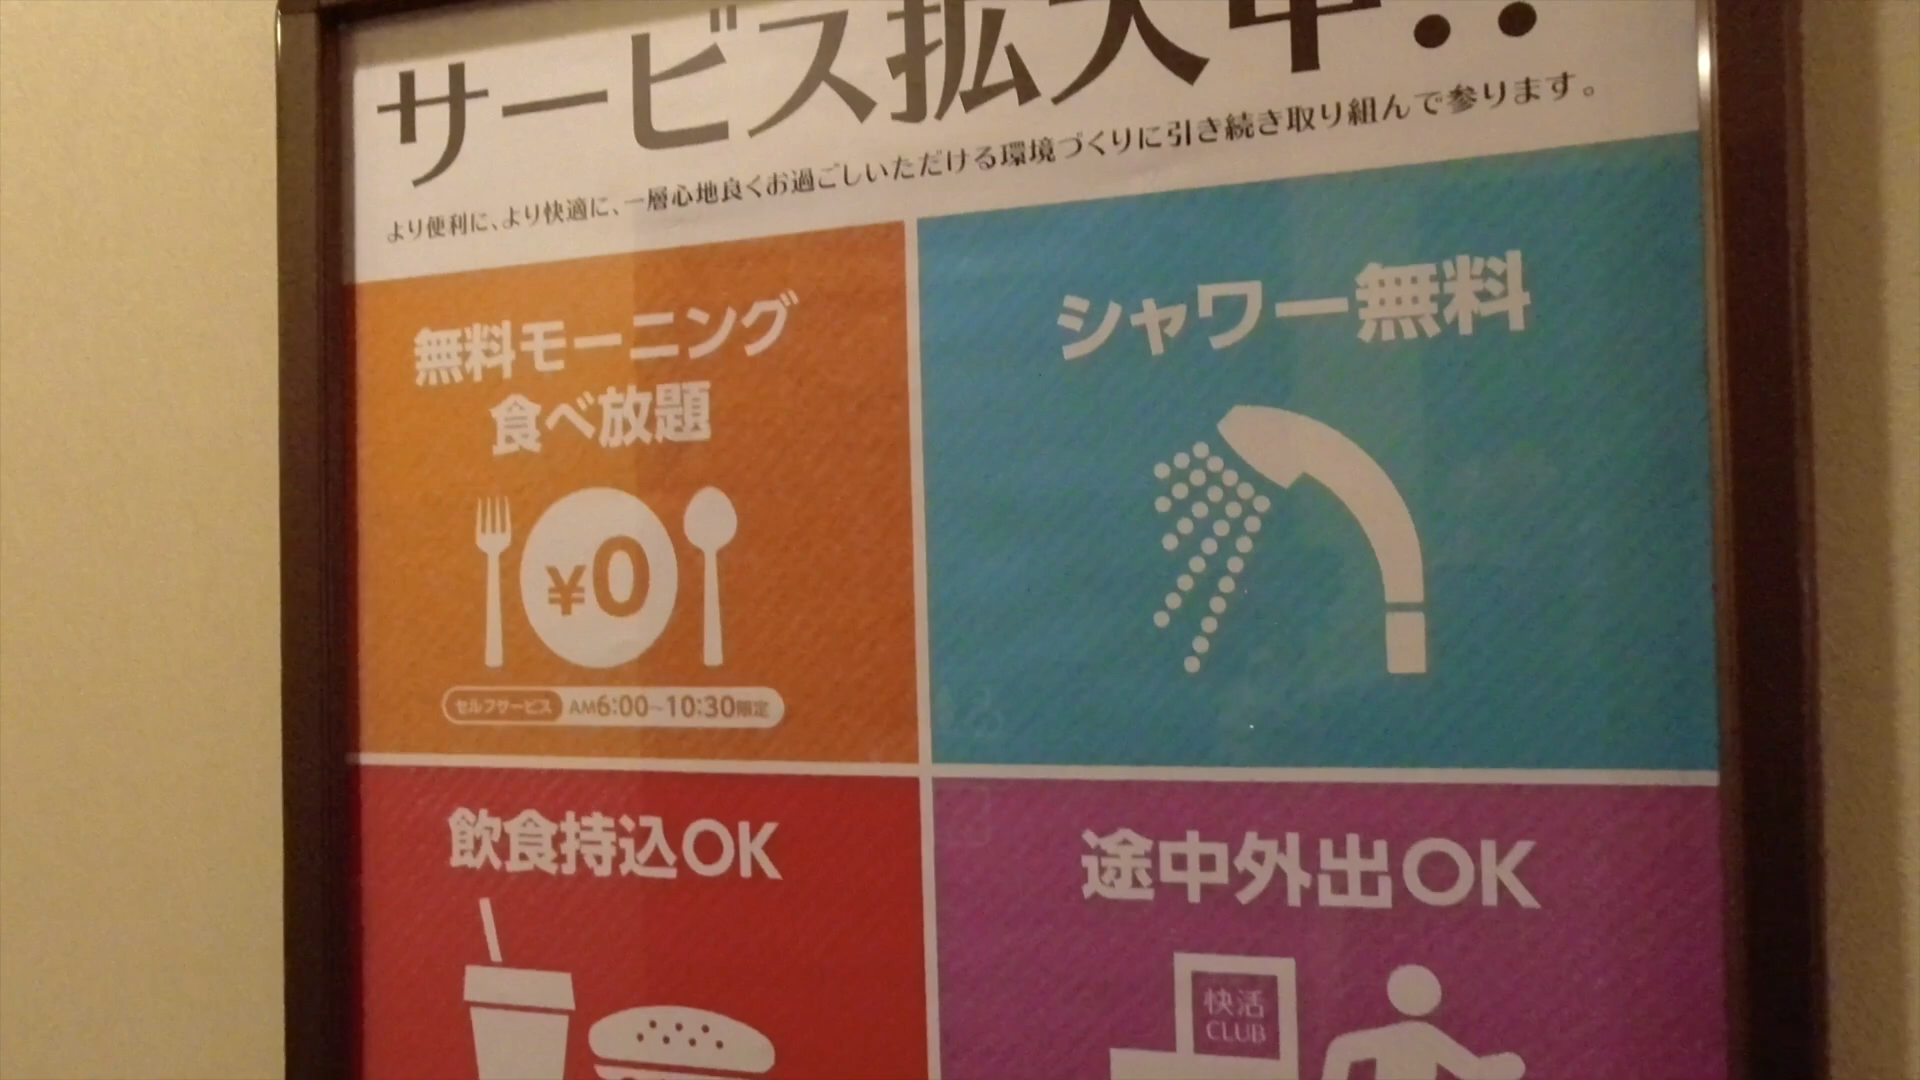 サービス拡大中!!
より便利に、より快適に、一層心地良くお過ごしいただける環境づくりに引き続き取り組んで参ります。
無料モーニング
食べ放題
¥0
セルフサービス AM6:00~10:30限定
シャワー無料
飲食持込OK
途中外出OK
快活
CLUB